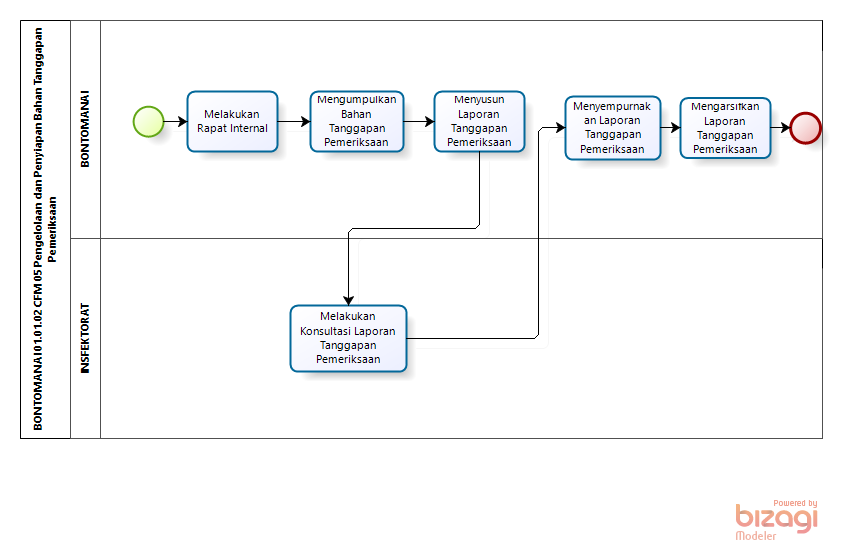 BONTOMANAI 01.01.02 CFM 05 Pengelolaan dan Penyiapan Bahan Tanggapan
Pemeriksaan
BONTOMANAI
Melakukan
Rapat Internal
Mengumpulkan
Bahan
Tanggapan
Pemeriksaan
Menyusun
Laporan
Tanggapan
Pemeriksaan
Menyempurnak
an Laporan
Tanggapan
Pemeriksaan
Mengarsifkan
Laporan
Tanggapan
Pemeriksaan
INSFEKTORAT
Melakukan
Konsultasi Laporan
Tanggapan
Pemeriksaan
Powered by
bizagi
Modeler